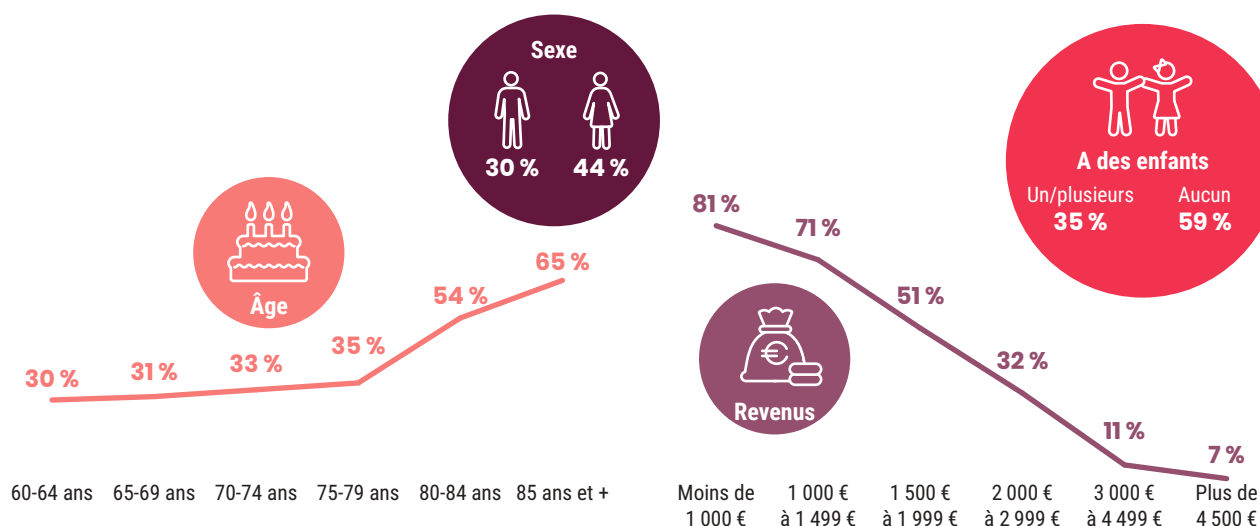 Sexe
30 %
44 %
A des enfants
Un/plusieurs
35 %
Aucun
59 %
Âge
30 %
31 %
33 %
35 %
54 %
65 %
60-64 ans
65-69 ans
70-74 ans
75-79 ans
80-84 ans
85 ans et +
Revenus
81 %
71 %
51 %
32 %
11 %
7 %
Moins de
1 000 €
1 000 €
à 1 499 €
1 500 €
à 1 999 €
2 000 €
à 2 999 €
3 000 €
à 4 499 €
Plus de
4 500 €